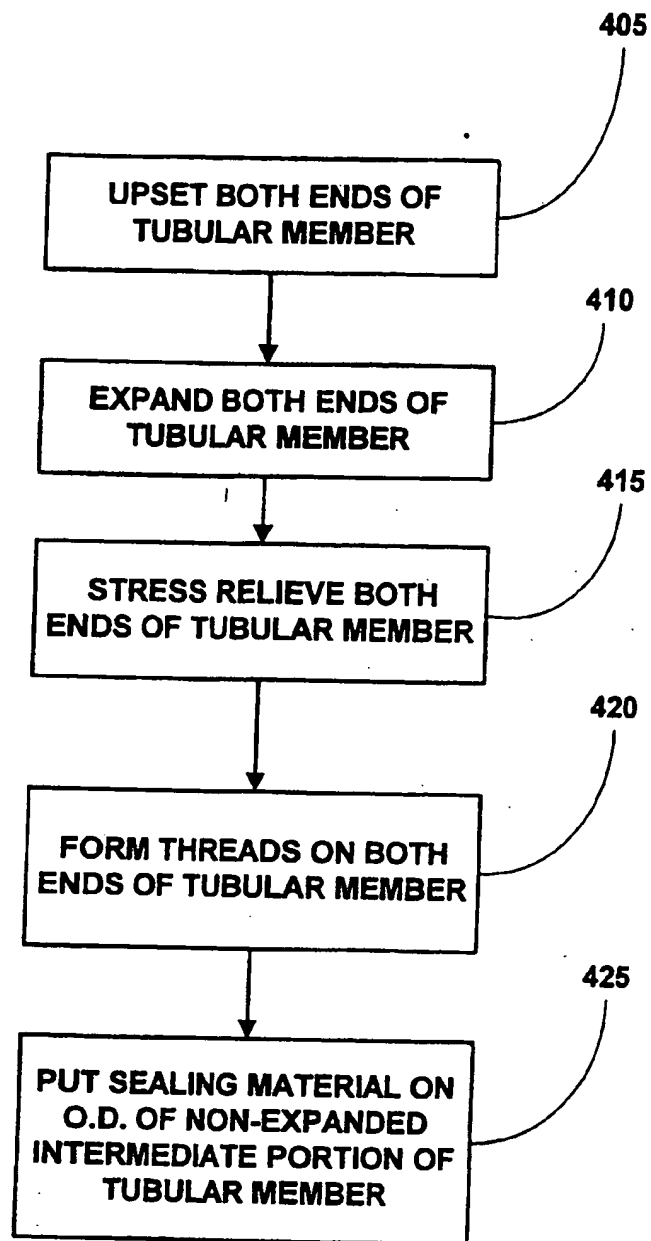 405
UPSET BOTH ENDS OF
TUBULAR MEMBER
410
EXPAND BOTH ENDS OF
TUBULAR MEMBER
415
STRESS RELIEVE BOTH
ENDS OF TUBULAR MEMBER
420
FORM THREADS ON BOTH
ENDS OF TUBULAR MEMBER
425
PUT SEALING MATERIAL ON
O.D. OF NON-EXPANDED
INTERMEDIATE PORTION OF
TUBULAR MEMBER